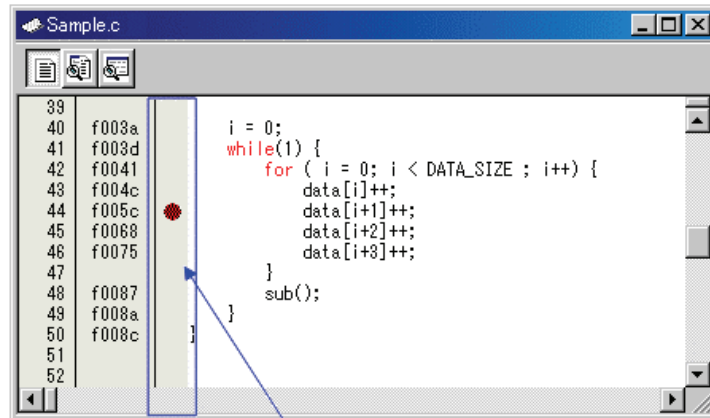 Sample.c
39
40 f003a i = 0;
41 f003d while(1) {
42 f0041 for ( i = 0; i < DATA_SIZE ; i++) {
43 f004c data[i]++;
44 f005c data[i+1]++;
45 f0068 data[i+2]++;
46 f0075 data[i+3]++;
47 }
48 f0087 sub();
49 f008a }
50 f008c }
51
52